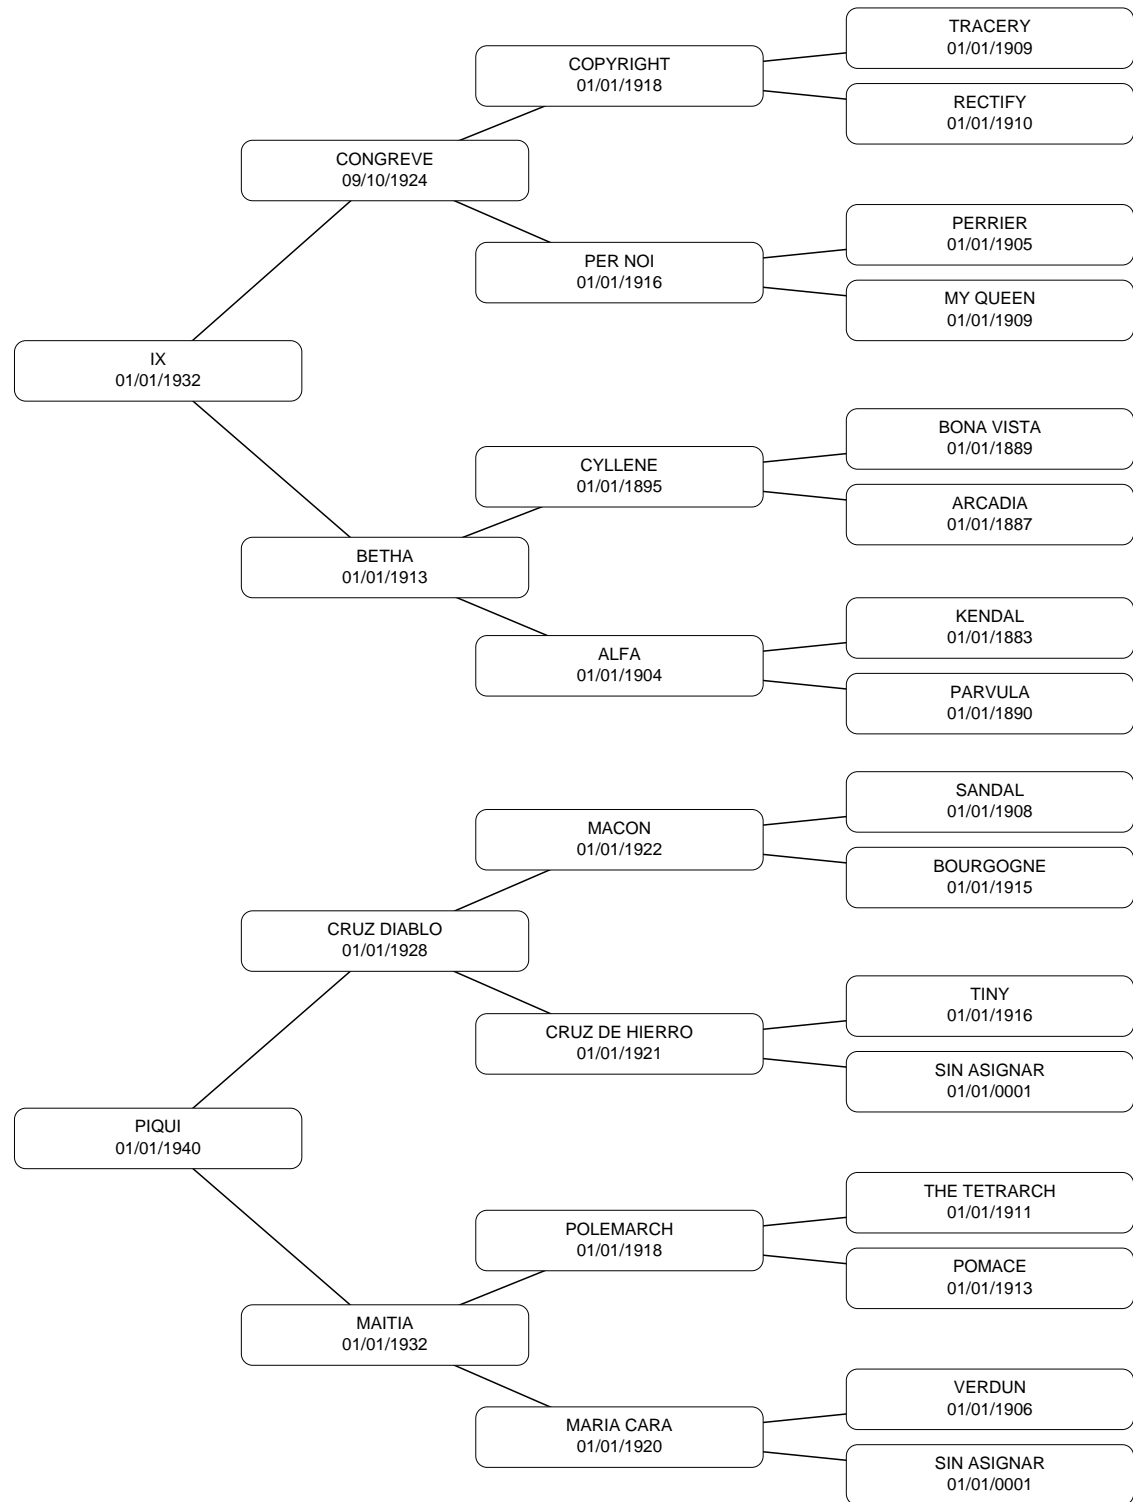 TRACERY
01/01/1909
COPYRIGHT
01/01/1918
RECTIFY
01/01/1910
CONGREVE
09/10/1924
PERRIER
01/01/1905
PER NOI
01/01/1916
MY QUEEN
01/01/1909
IX
01/01/1932
BONA VISTA
01/01/1889
CYLLENE
01/01/1895
ARCADIA
01/01/1887
BETHA
01/01/1913
KENDAL
01/01/1883
ALFA
01/01/1904
PARVULA
01/01/1890
SANDAL
01/01/1908
MACON
01/01/1922
BOURGOGNE
01/01/1915
CRUZ DIABLO
01/01/1928
TINY
01/01/1916
CRUZ DE HIERRO
01/01/1921
SIN ASIGNAR
01/01/0001
PIQUI
01/01/1940
THE TETRARCH
01/01/1911
POLEMARCH
01/01/1918
POMACE
01/01/1913
MAITIA
01/01/1932
VERDUN
01/01/1906
MARIA CARA
01/01/1920
SIN ASIGNAR
01/01/0001